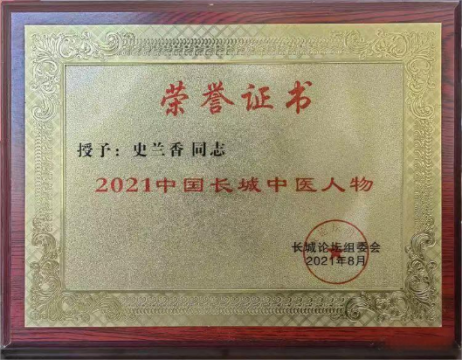 荣誉证书
授予：史兰香 同志
2021中国长城中医人物
长城论坛组委会
2021年8月